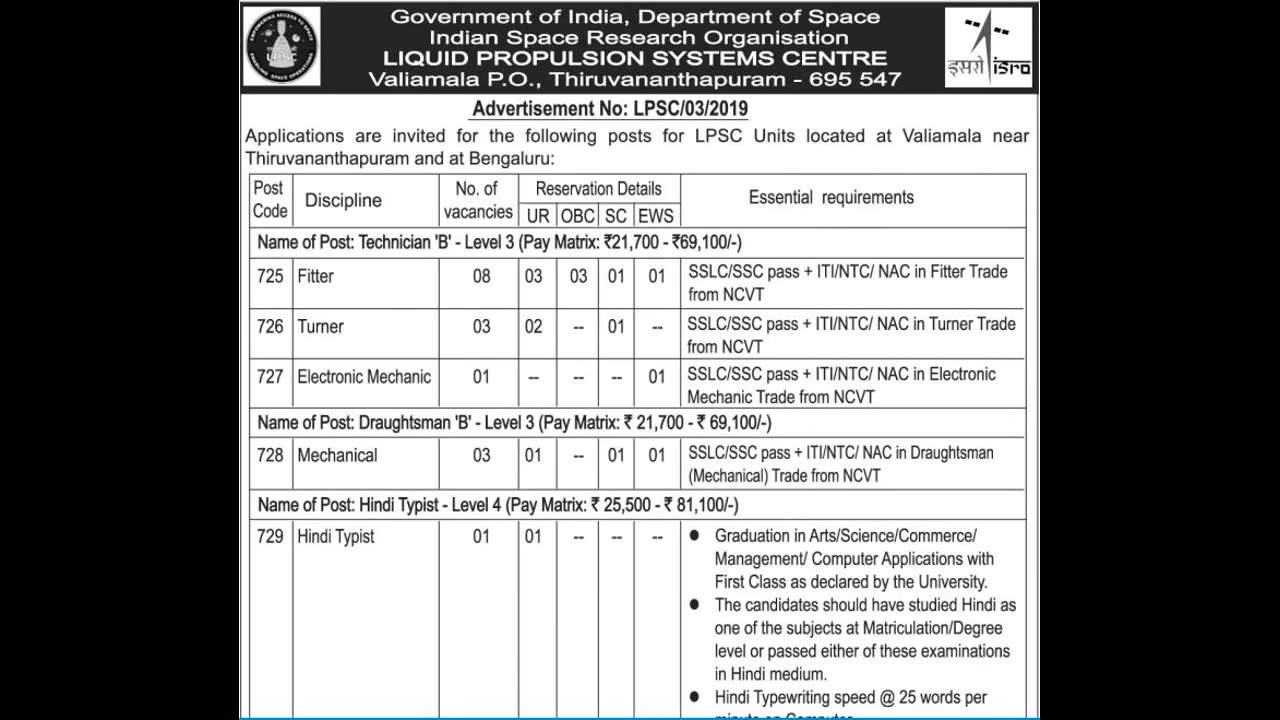 Government of India, Department of Space
Indian Space Research Organisation
LIQUID PROPULSION SYSTEMS CENTRE
Valiamala P.O., Thiruvananthapuram - 695 547
LPSC
इसरो isro
Advertisement No: LPSC/03/2019
Applications are invited for the following posts for LPSC Units located at Valiamala near
Thiruvananthapuram and at Bengaluru:
Post Code Discipline No. of vacancies Reservation Details Essential requirements
UR OBC SC EWS
Name of Post: Technician 'B' - Level 3 (Pay Matrix: ₹21,700 - ₹69,100/-)
725 Fitter 08 03 03 01 01 SSLC/SSC pass + ITI/NTC/ NAC in Fitter Trade
from NCVT
726 Turner 03 02 -- 01 -- SSLC/SSC pass + ITI/NTC/ NAC in Turner Trade
from NCVT
727 Electronic Mechanic 01 -- -- -- 01 SSLC/SSC pass + ITI/NTC/ NAC in Electronic
Mechanic Trade from NCVT
Name of Post: Draughtsman 'B' - Level 3 (Pay Matrix: ₹ 21,700 - ₹ 69,100/-)
728 Mechanical 03 01 -- 01 01 SSLC/SSC pass + ITI/NTC/ NAC in Draughtsman
(Mechanical) Trade from NCVT
Name of Post: Hindi Typist - Level 4 (Pay Matrix: ₹ 25,500 - ₹ 81,100/-)
729 Hindi Typist 01 01 -- -- -- ● Graduation in Arts/Science/Commerce/
Management/ Computer Applications with
First Class as declared by the University.
● The candidates should have studied Hindi as
one of the subjects at Matriculation/Degree
level or passed either of these examinations
in Hindi medium.
● Hindi Typewriting speed @ 25 words per
minute on Computer